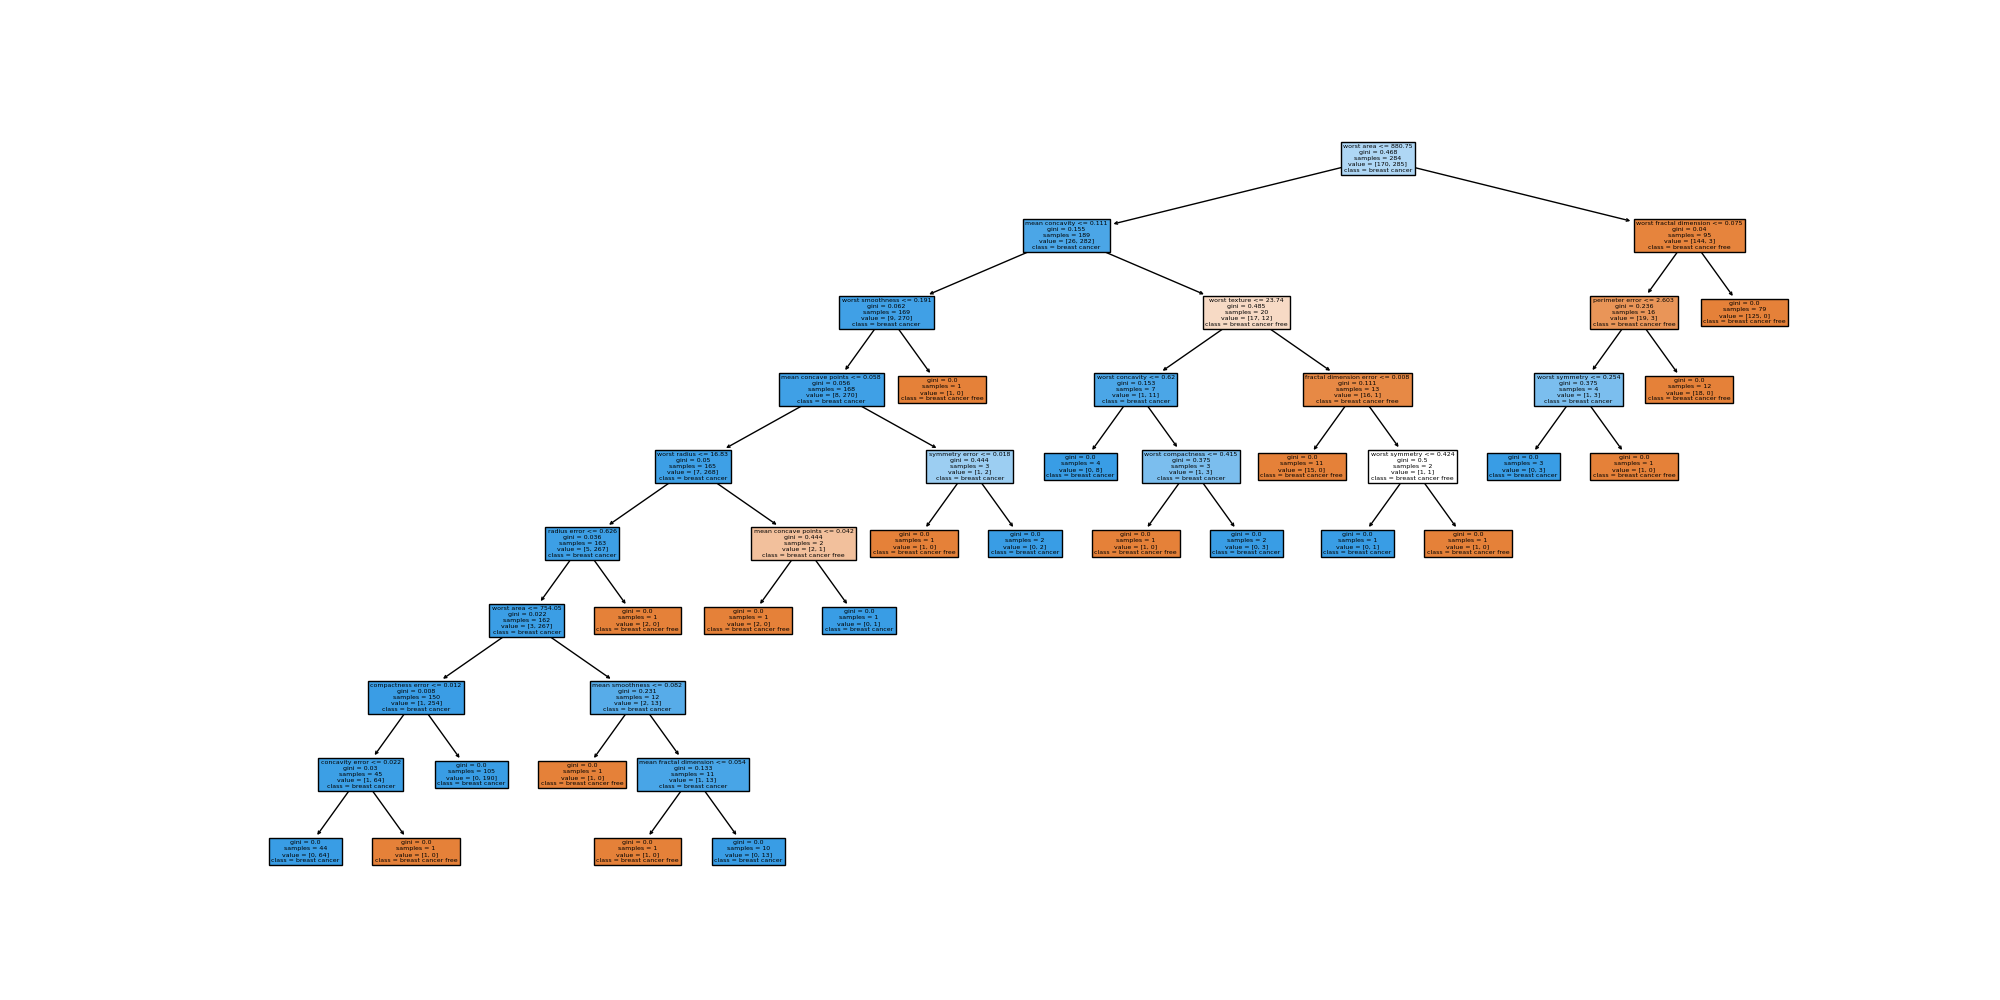 worst area <= 880.75
gini = 0.468
samples = 284
value = [170, 285]
class = breast cancer
mean concavity <= 0.111
gini = 0.155
samples = 189
value = [26, 282]
class = breast cancer
worst fractal dimension <= 0.075
gini = 0.04
samples = 95
value = [144, 3]
class = breast cancer free
worst smoothness <= 0.191
gini = 0.062
samples = 169
value = [9, 270]
class = breast cancer
worst texture <= 23.74
gini = 0.485
samples = 20
value = [17, 12]
class = breast cancer free
perimeter error <= 2.603
gini = 0.236
samples = 16
value = [19, 3]
class = breast cancer free
gini = 0.0
samples = 79
value = [125, 0]
class = breast cancer free
mean concave points <= 0.058
gini = 0.056
samples = 168
value = [8, 270]
class = breast cancer
gini = 0.0
samples = 1
value = [1, 0]
class = breast cancer free
worst concavity <= 0.62
gini = 0.153
samples = 7
value = [1, 11]
class = breast cancer
fractal dimension error <= 0.008
gini = 0.111
samples = 13
value = [16, 1]
class = breast cancer free
worst symmetry <= 0.254
gini = 0.375
samples = 4
value = [1, 3]
class = breast cancer
gini = 0.0
samples = 12
value = [18, 0]
class = breast cancer free
worst radius <= 16.83
gini = 0.05
samples = 165
value = [7, 268]
class = breast cancer
symmetry error <= 0.018
gini = 0.444
samples = 3
value = [1, 2]
class = breast cancer
gini = 0.0
samples = 4
value = [0, 8]
class = breast cancer
worst compactness <= 0.415
gini = 0.375
samples = 3
value = [1, 3]
class = breast cancer
gini = 0.0
samples = 11
value = [15, 0]
class = breast cancer free
worst symmetry <= 0.424
gini = 0.5
samples = 2
value = [1, 1]
class = breast cancer free
gini = 0.0
samples = 3
value = [0, 3]
class = breast cancer
gini = 0.0
samples = 1
value = [1, 0]
class = breast cancer free
radius error <= 0.626
gini = 0.036
samples = 163
value = [5, 267]
class = breast cancer
mean concave points <= 0.042
gini = 0.444
samples = 2
value = [2, 1]
class = breast cancer free
gini = 0.0
samples = 1
value = [1, 0]
class = breast cancer free
gini = 0.0
samples = 2
value = [0, 2]
class = breast cancer
gini = 0.0
samples = 1
value = [1, 0]
class = breast cancer free
gini = 0.0
samples = 2
value = [0, 3]
class = breast cancer
gini = 0.0
samples = 1
value = [0, 1]
class = breast cancer
gini = 0.0
samples = 1
value = [1, 0]
class = breast cancer free
worst area <= 754.05
gini = 0.022
samples = 162
value = [3, 267]
class = breast cancer
gini = 0.0
samples = 1
value = [2, 0]
class = breast cancer free
gini = 0.0
samples = 1
value = [2, 0]
class = breast cancer free
gini = 0.0
samples = 1
value = [0, 1]
class = breast cancer
compactness error <= 0.012
gini = 0.008
samples = 150
value = [1, 254]
class = breast cancer
mean smoothness <= 0.082
gini = 0.231
samples = 12
value = [2, 13]
class = breast cancer
concavity error <= 0.022
gini = 0.03
samples = 45
value = [1, 64]
class = breast cancer
gini = 0.0
samples = 105
value = [0, 190]
class = breast cancer
gini = 0.0
samples = 1
value = [1, 0]
class = breast cancer free
mean fractal dimension <= 0.054
gini = 0.133
samples = 11
value = [1, 13]
class = breast cancer
gini = 0.0
samples = 44
value = [0, 64]
class = breast cancer
gini = 0.0
samples = 1
value = [1, 0]
class = breast cancer free
gini = 0.0
samples = 1
value = [1, 0]
class = breast cancer free
gini = 0.0
samples = 10
value = [0, 13]
class = breast cancer